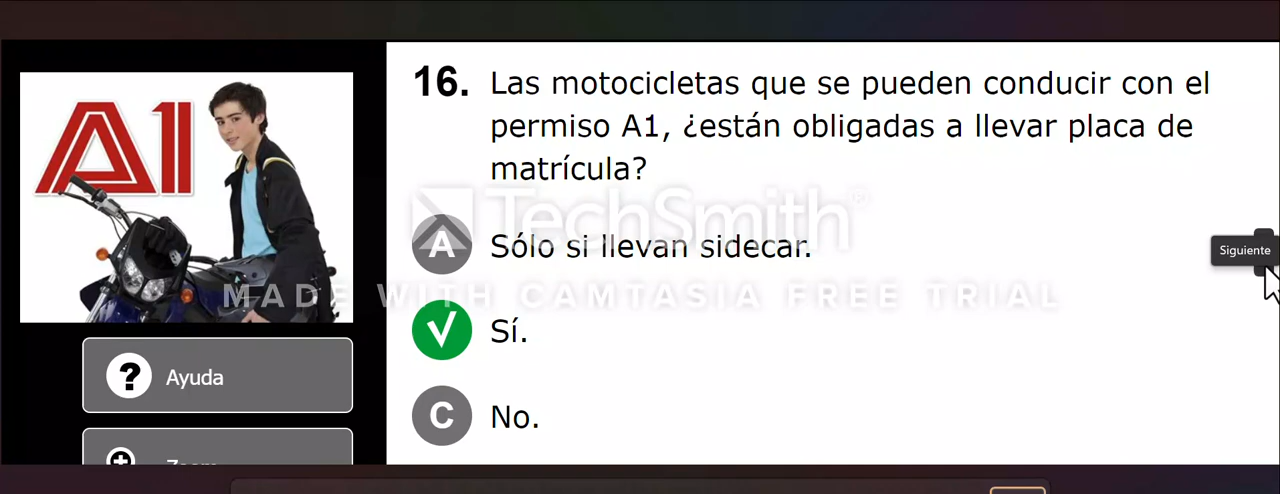 A1
16. Las motocicletas que se pueden conducir con el
permiso A1, ¿están obligadas a llevar placa de
matrícula?
TechSmith®
A Sólo si llevan sidecar.
Siguiente
MADE WITH CAMTASIA FREE TRIAL
Sí.
? Ayuda
C No.